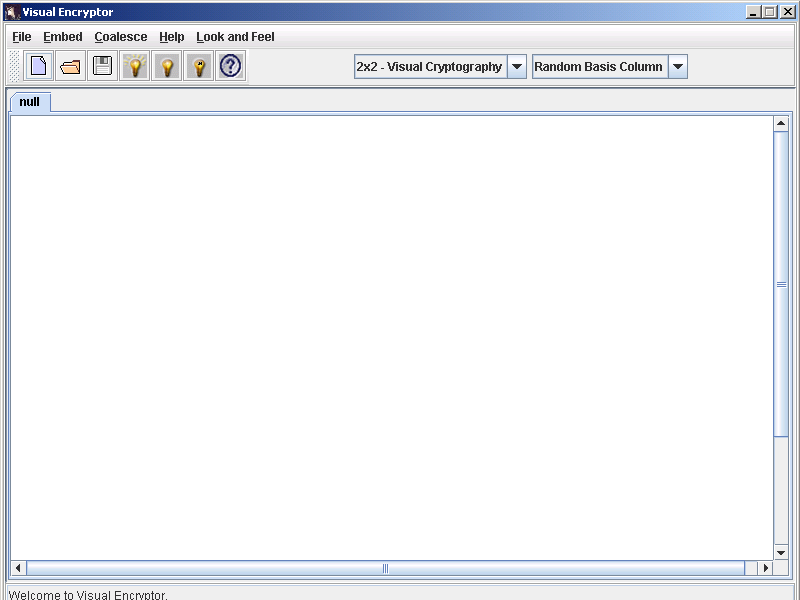 Visual Encryptor
File Embed Coalesce Help Look and Feel
2x2 - Visual Cryptography Random Basis Column
null
Welcome to Visual Encryptor.